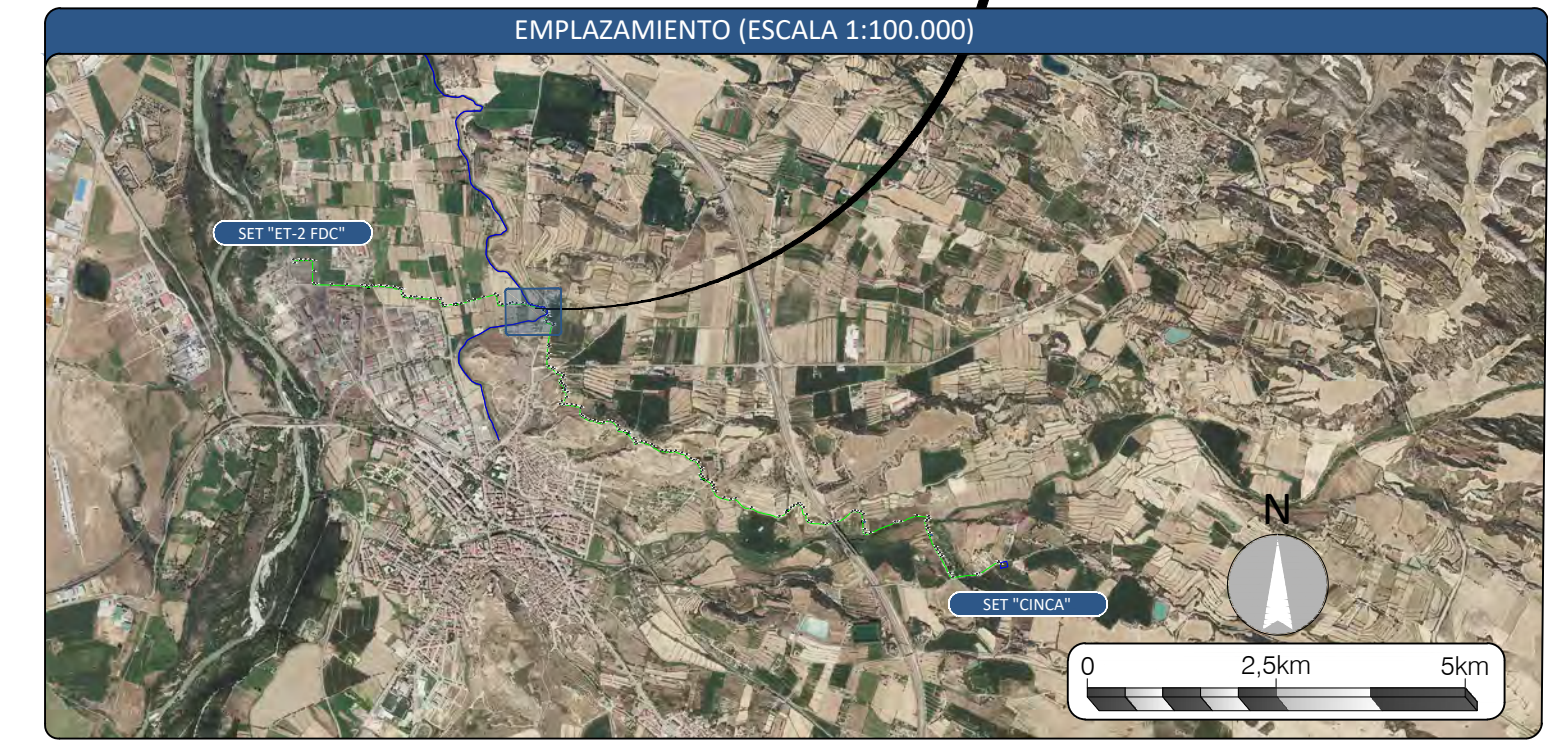 EMPLAZAMIENTO (ESCALA 1:100.000)
SET "ET-2 FDC"
SET "CINCA"
N
0 2,5km 5km